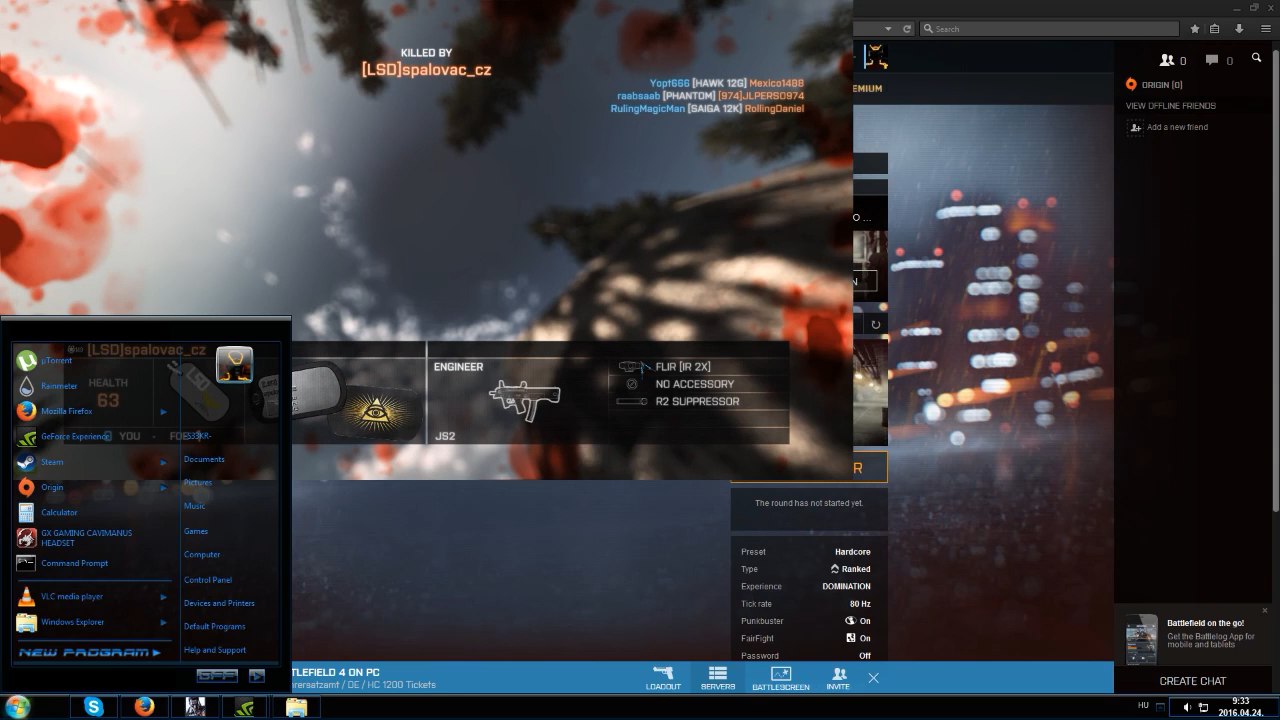 KILLED BY
[LSD]spalovac_cz
Yopf666 [HAWK 12G] Mexico1488
raabsaab [PHANTOM] [974]JLPERSO974
RulingMagicMan [SAIGA 12K] RollingDaniel
Search
EMIUM
0
0
ORIGIN (0)
VIEW OFFLINE FRIENDS
Add a new friend
O ...
N
[LSD]spalovac_cz
HEALTH
63
YOU - FOE
ENGINEER
JS2
FLIR [IR 2X]
NO ACCESSORY
R2 SUPPRESSOR
µTorrent
Rainmeter
Mozilla Firefox
GeForce Experience
Steam
Origin
Calculator
GX GAMING CAVIMANUS
HEADSET
Command Prompt
VLC media player
Windows Explorer
NEW PROGRAM
Documents
Pictures
Music
Games
Computer
Control Panel
Devices and Printers
Default Programs
Help and Support
OFF
R
The round has not started yet.
Preset Hardcore
Type Ranked
Experience DOMINATION
Tick rate 80 Hz
Punkbuster On
FairFight On
Password Off
TLEFIELD 4 ON PC
arersatzamt / DE / HC 1200 Tickets
LOADOUT
SERVERS
BATTLESCREEN
INVITE
Battlefield on the go!
Get the Battlelog App for
mobile and tablets
CREATE CHAT
HU
9:33
2016.04.24.